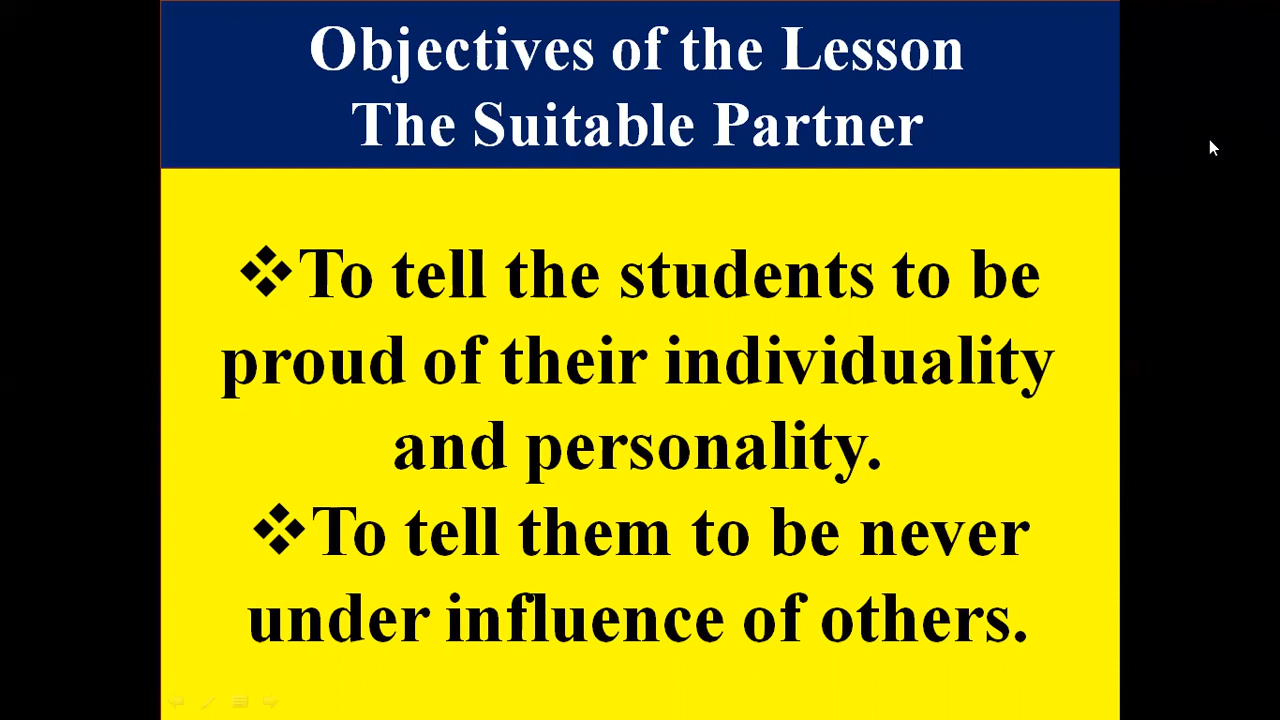 Objectives of the Lesson
The Suitable Partner
❖To tell the students to be
proud of their individuality
and personality.
❖To tell them to be never
under influence of others.